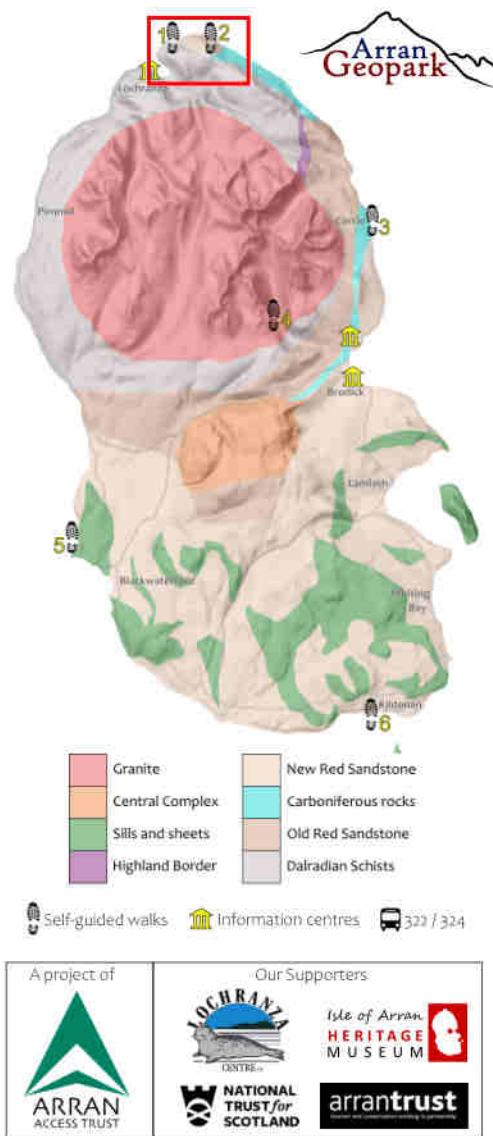 1
2
Arran
Geopark
Lochranza
Pirnmill
3
Corrie
4
Brodick
Lamlash
5
Blackwaterfoot
Whiting
Bay
Kildonan
6
Granite
New Red Sandstone
Central Complex
Carboniferous rocks
Sills and sheets
Old Red Sandstone
Highland Border
Dalradian Schists
Self-guided walks
Information centres
322 / 324
A project of
ARRAN
ACCESS TRUST
Our Supporters
LOCHRANZA
CENTRE
Isle of Arran
HERITAGE
MUSEUM
NATIONAL
TRUST for
SCOTLAND
arrantrust